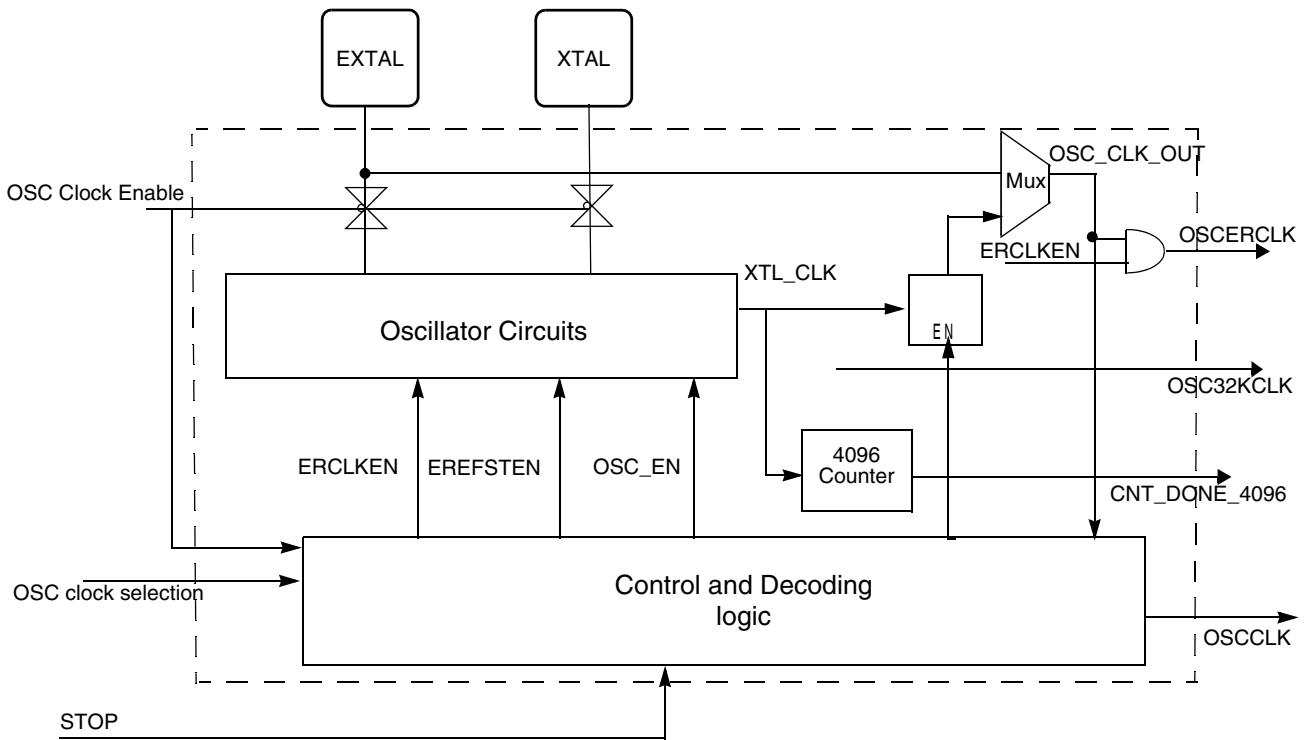 EXTAL
XTAL
OSC_CLK_OUT
Mux
OSC Clock Enable
OSCERCLK
ERCLKEN
XTL_CLK
Oscillator Circuits
EN
OSC32KCLK
ERCLKEN
EREFSTEN
OSC_EN
4096
Counter
CNT_DONE_4096
OSC clock selection
Control and Decoding
logic
OSCCLK
STOP